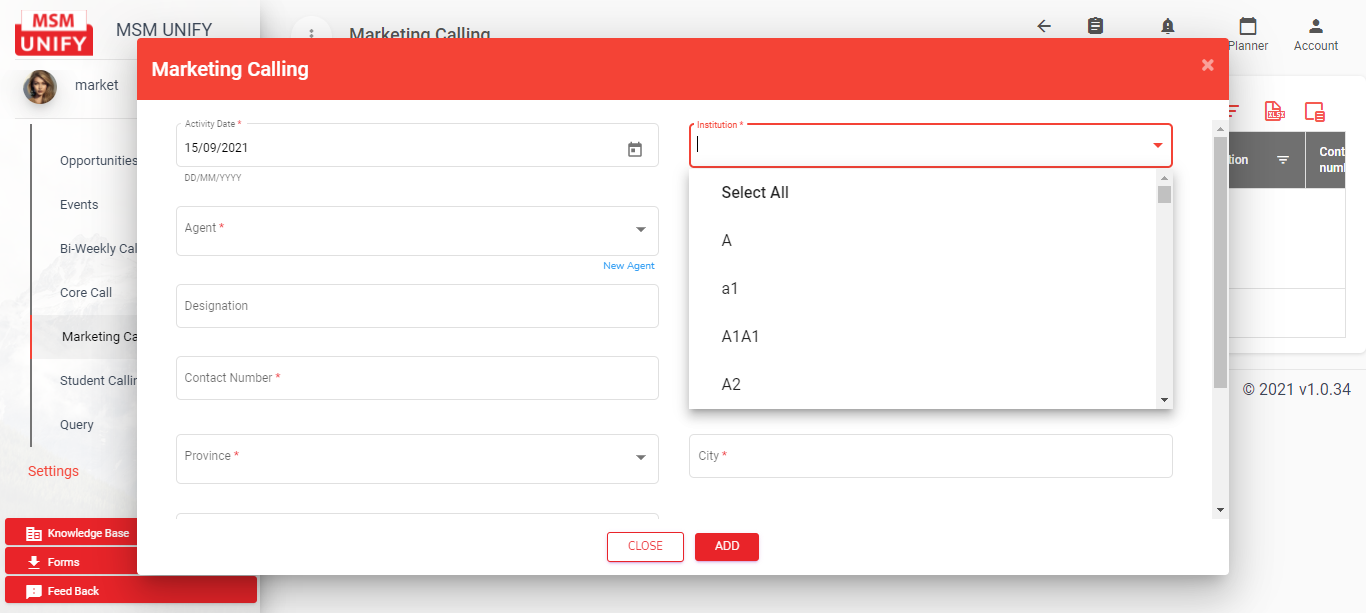 MSM
UNIFY
MSM UNIFY
Marketing Calling
Planner
Account
market
Marketing Calling
×
Opportunities
Events
Bi-Weekly Cal
Core Call
Marketing Ca
Student Callin
Query
Settings
Knowledge Base
Forms
Feed Back
Activity Date *
15/09/2021
DD/MM/YYYY
Institution *
Select All
A
a1
A1A1
A2
Agent *
New Agent
Designation
Contact Number *
Province *
City *
CLOSE
ADD
XLSX
tion
Cont
numb
© 2021 v1.0.34